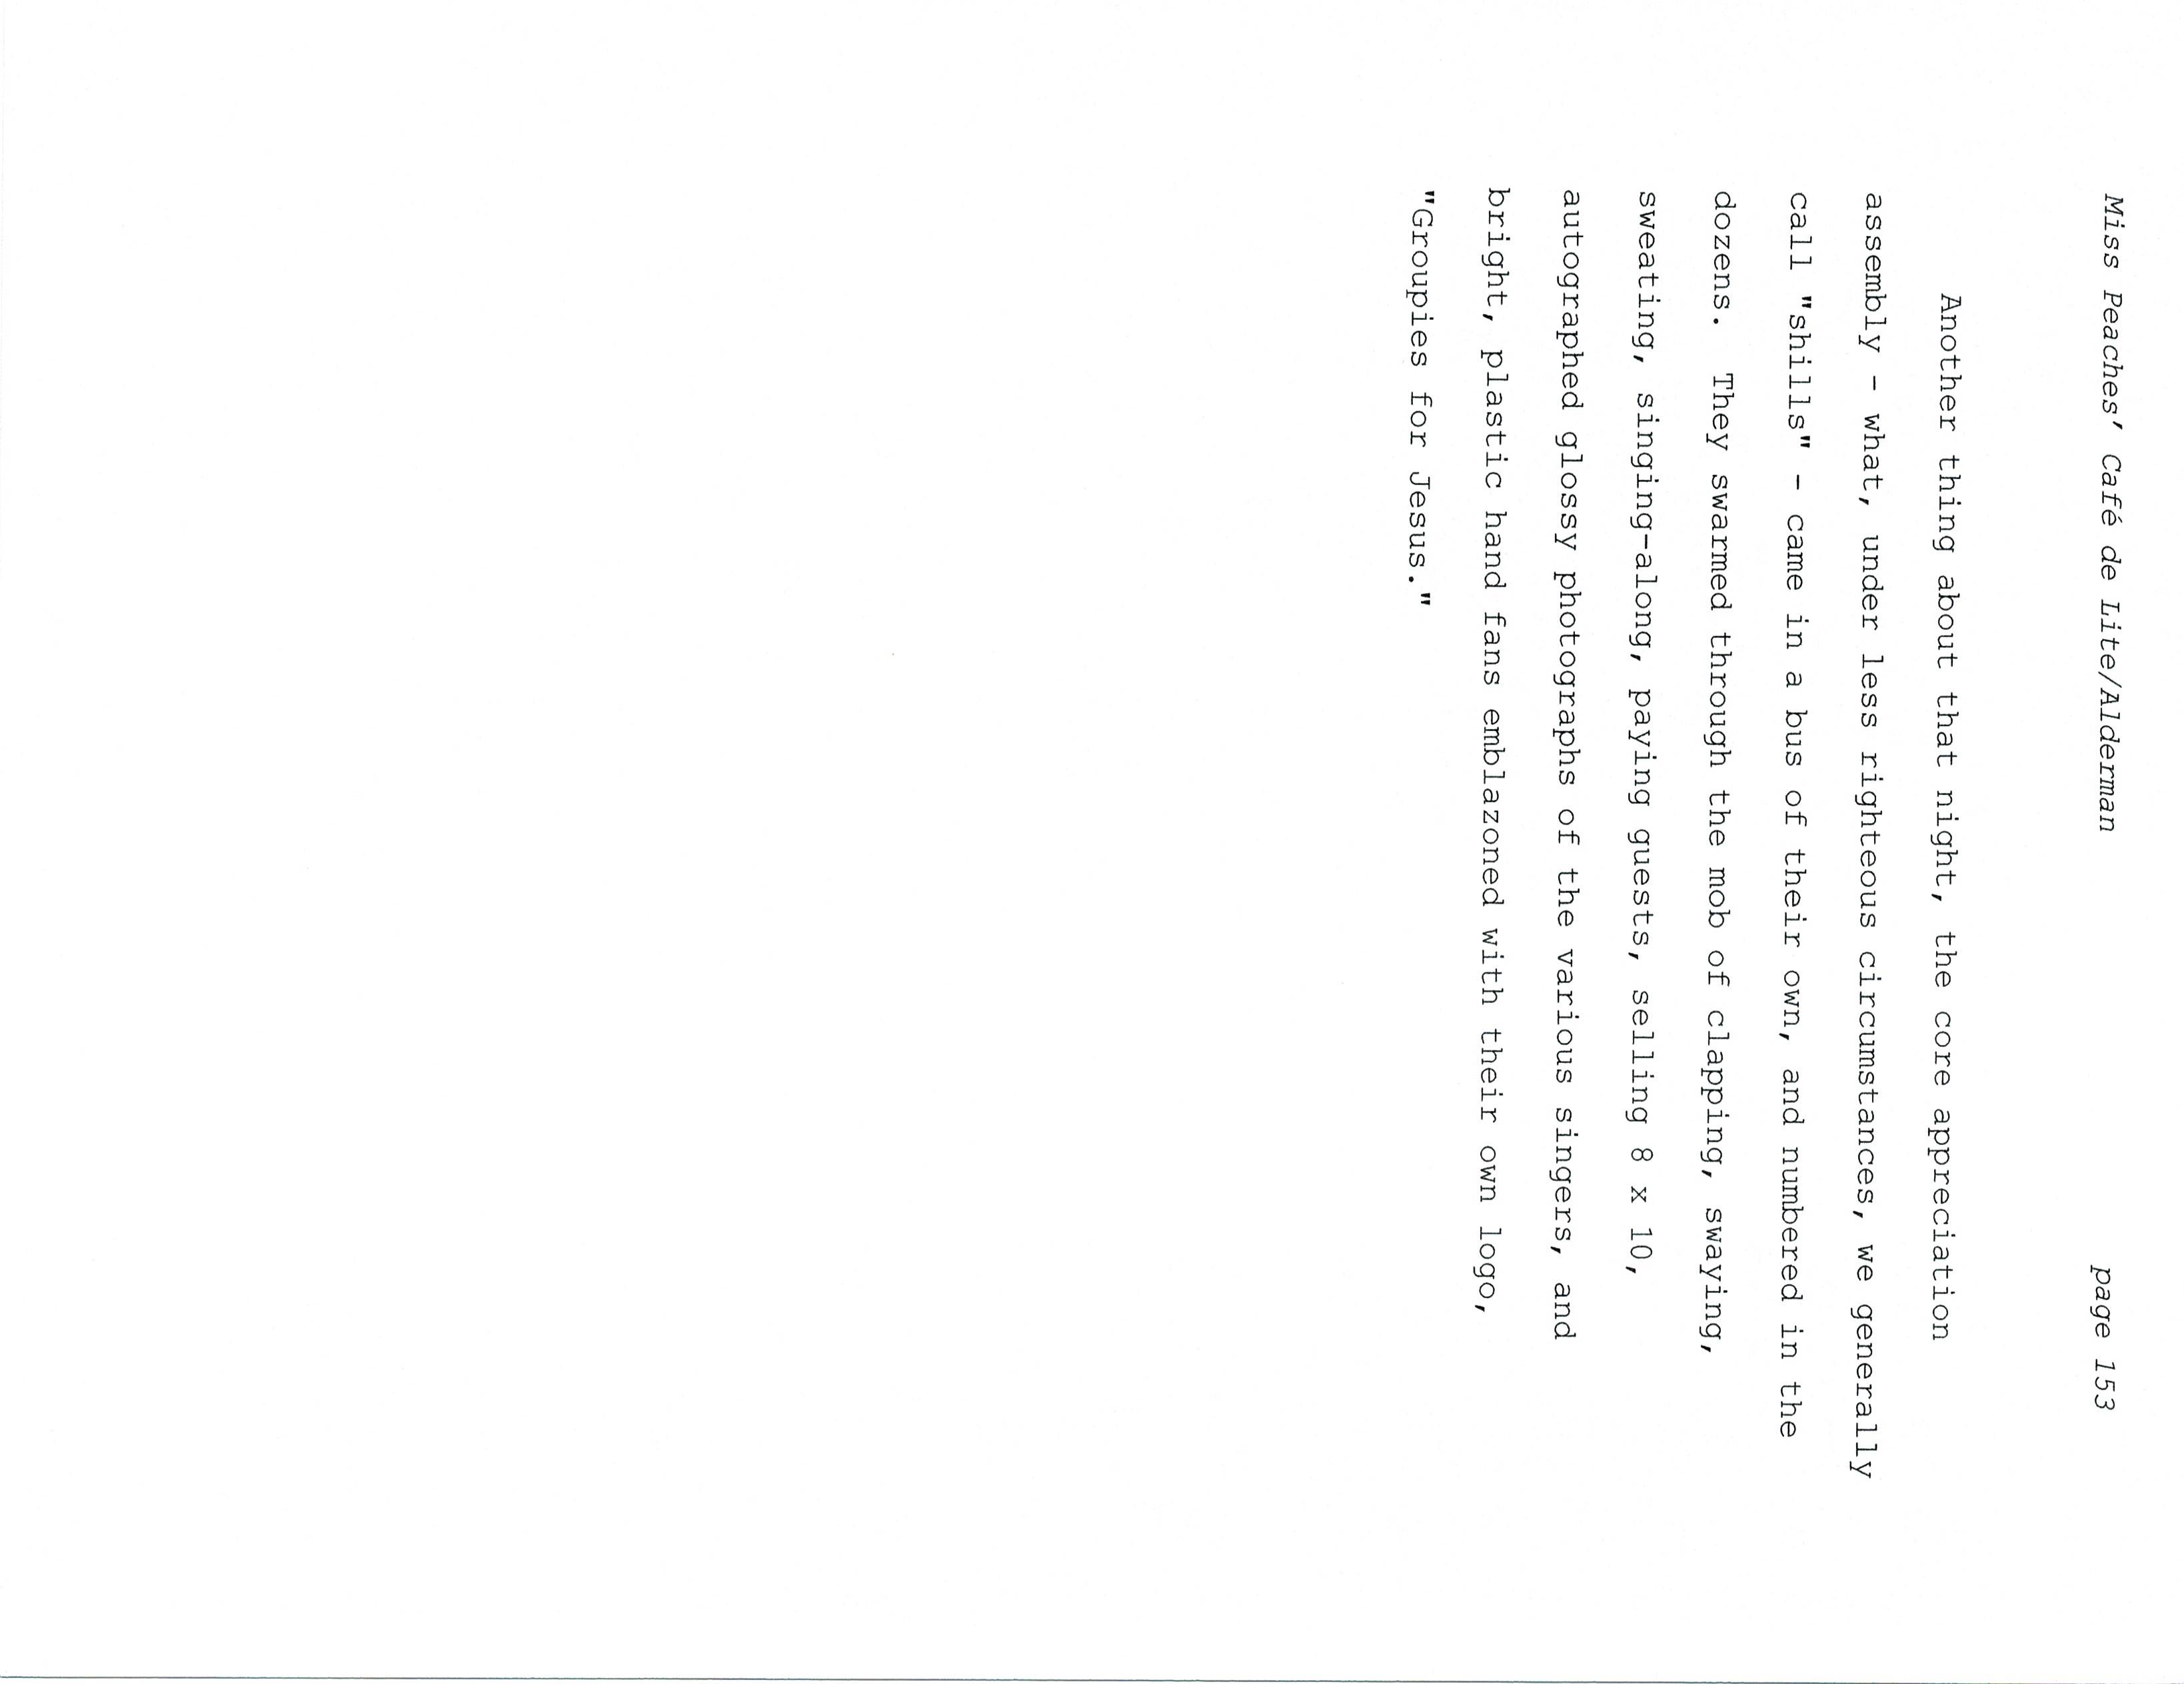 Miss Peaches' Café de Lite/Alderman page 153
Another thing about that night, the core appreciation
assembly - what, under less righteous circumstances, we generally
call "shills" - came in a bus of their own, and numbered in the
dozens.  They swarmed through the mob of clapping, swaying,
sweating, singing-along, paying guests, selling 8 x 10,
autographed glossy photographs of the various singers, and
bright, plastic hand fans emblazoned with their own logo,
"Groupies for Jesus."